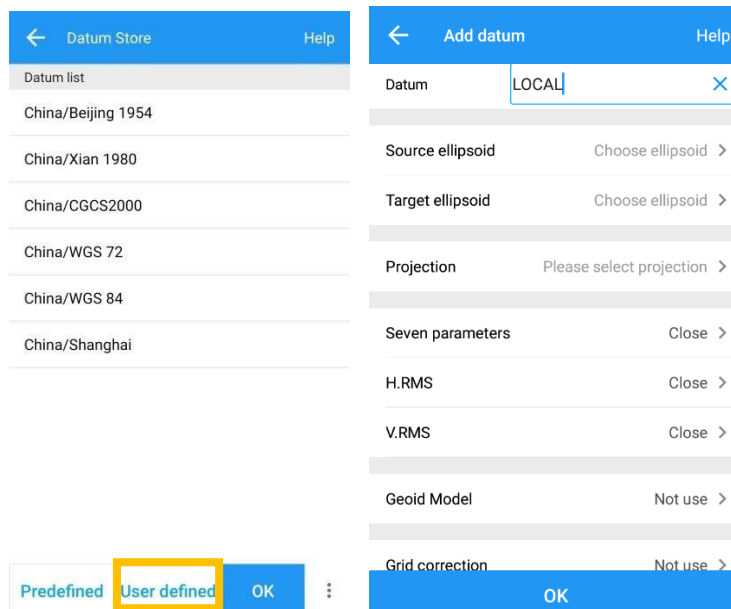 Datum Store Help
Datum list
China/Beijing 1954
China/Xian 1980
China/CGCS2000
China/WGS 72
China/WGS 84
China/Shanghai
Predefined User defined OK
Add datum Help
Datum LOCAL
Source ellipsoid Choose ellipsoid
Target ellipsoid Choose ellipsoid
Projection Please select projection
Seven parameters Close
H.RMS Close
V.RMS Close
Geoid Model Not use
Grid correction Not use
OK